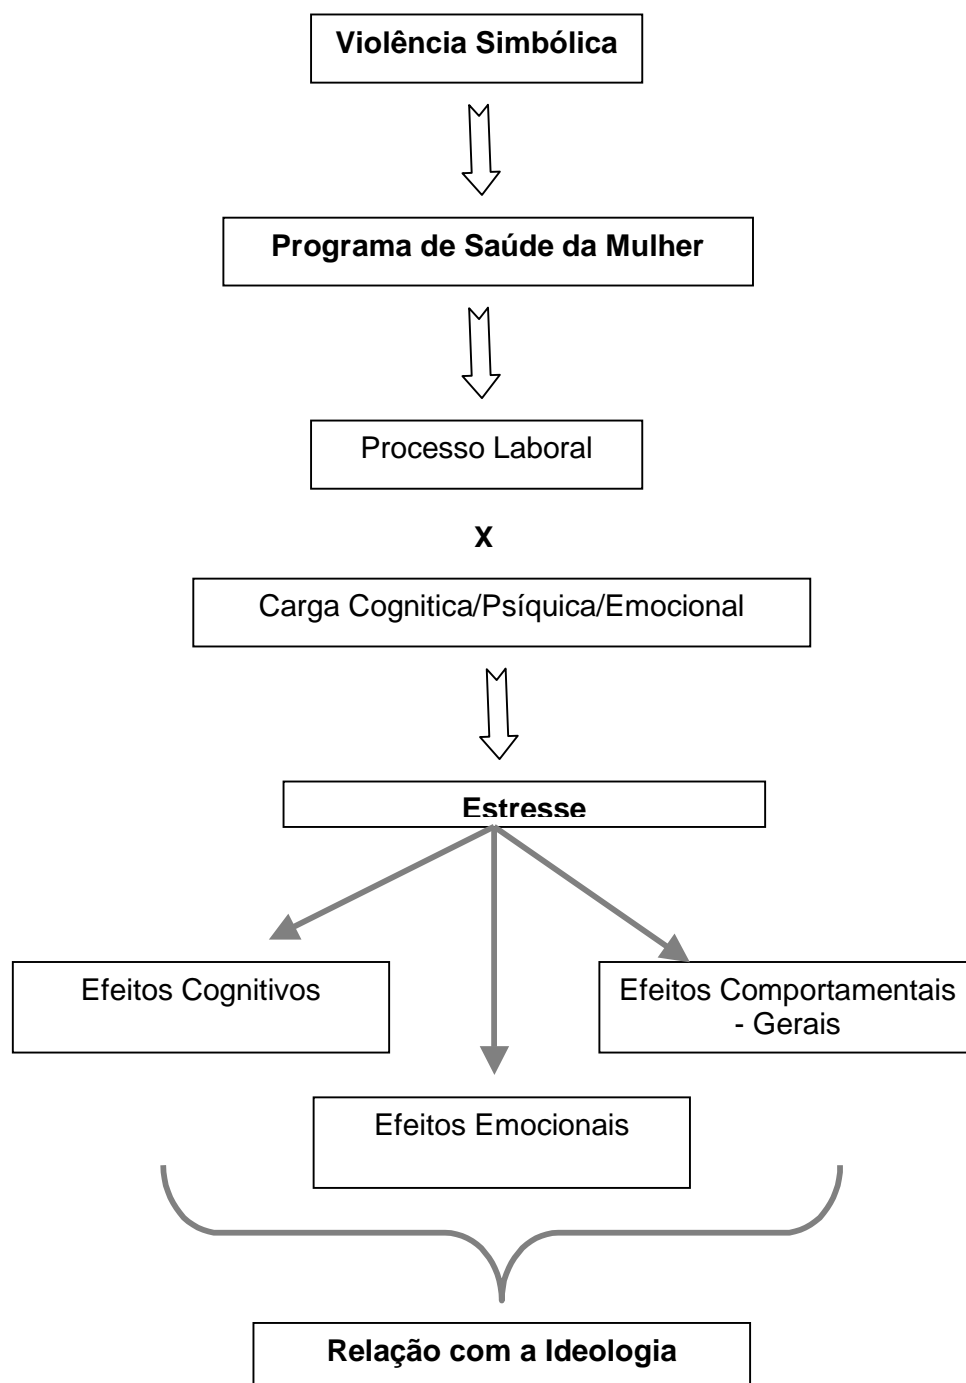 Violência Simbólica
Programa de Saúde da Mulher
Processo Laboral
X
Carga Cognitica/Psíquica/Emocional
Estresse
Efeitos Cognitivos
Efeitos Comportamentais
- Gerais
Efeitos Emocionais
Relação com a Ideologia